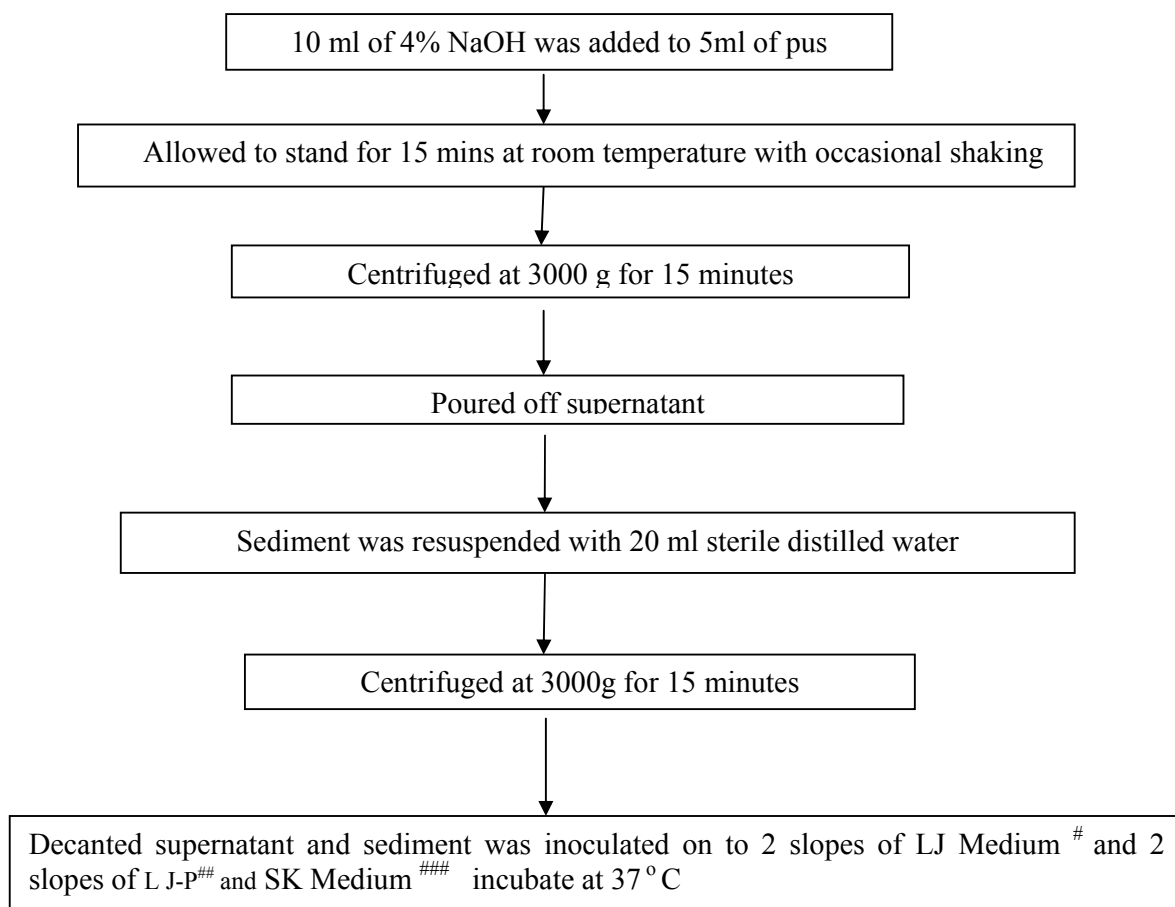 10 ml of 4% NaOH was added to 5ml of pus
Allowed to stand for 15 mins at room temperature with occasional shaking
Centrifuged at 3000 g for 15 minutes
Poured off supernatant
Sediment was resuspended with 20 ml sterile distilled water
Centrifuged at 3000g for 15 minutes
Decanted supernatant and sediment was inoculated on to 2 slopes of LJ Medium # and 2
slopes of L J-P## and SK Medium ### incubate at 37 o C